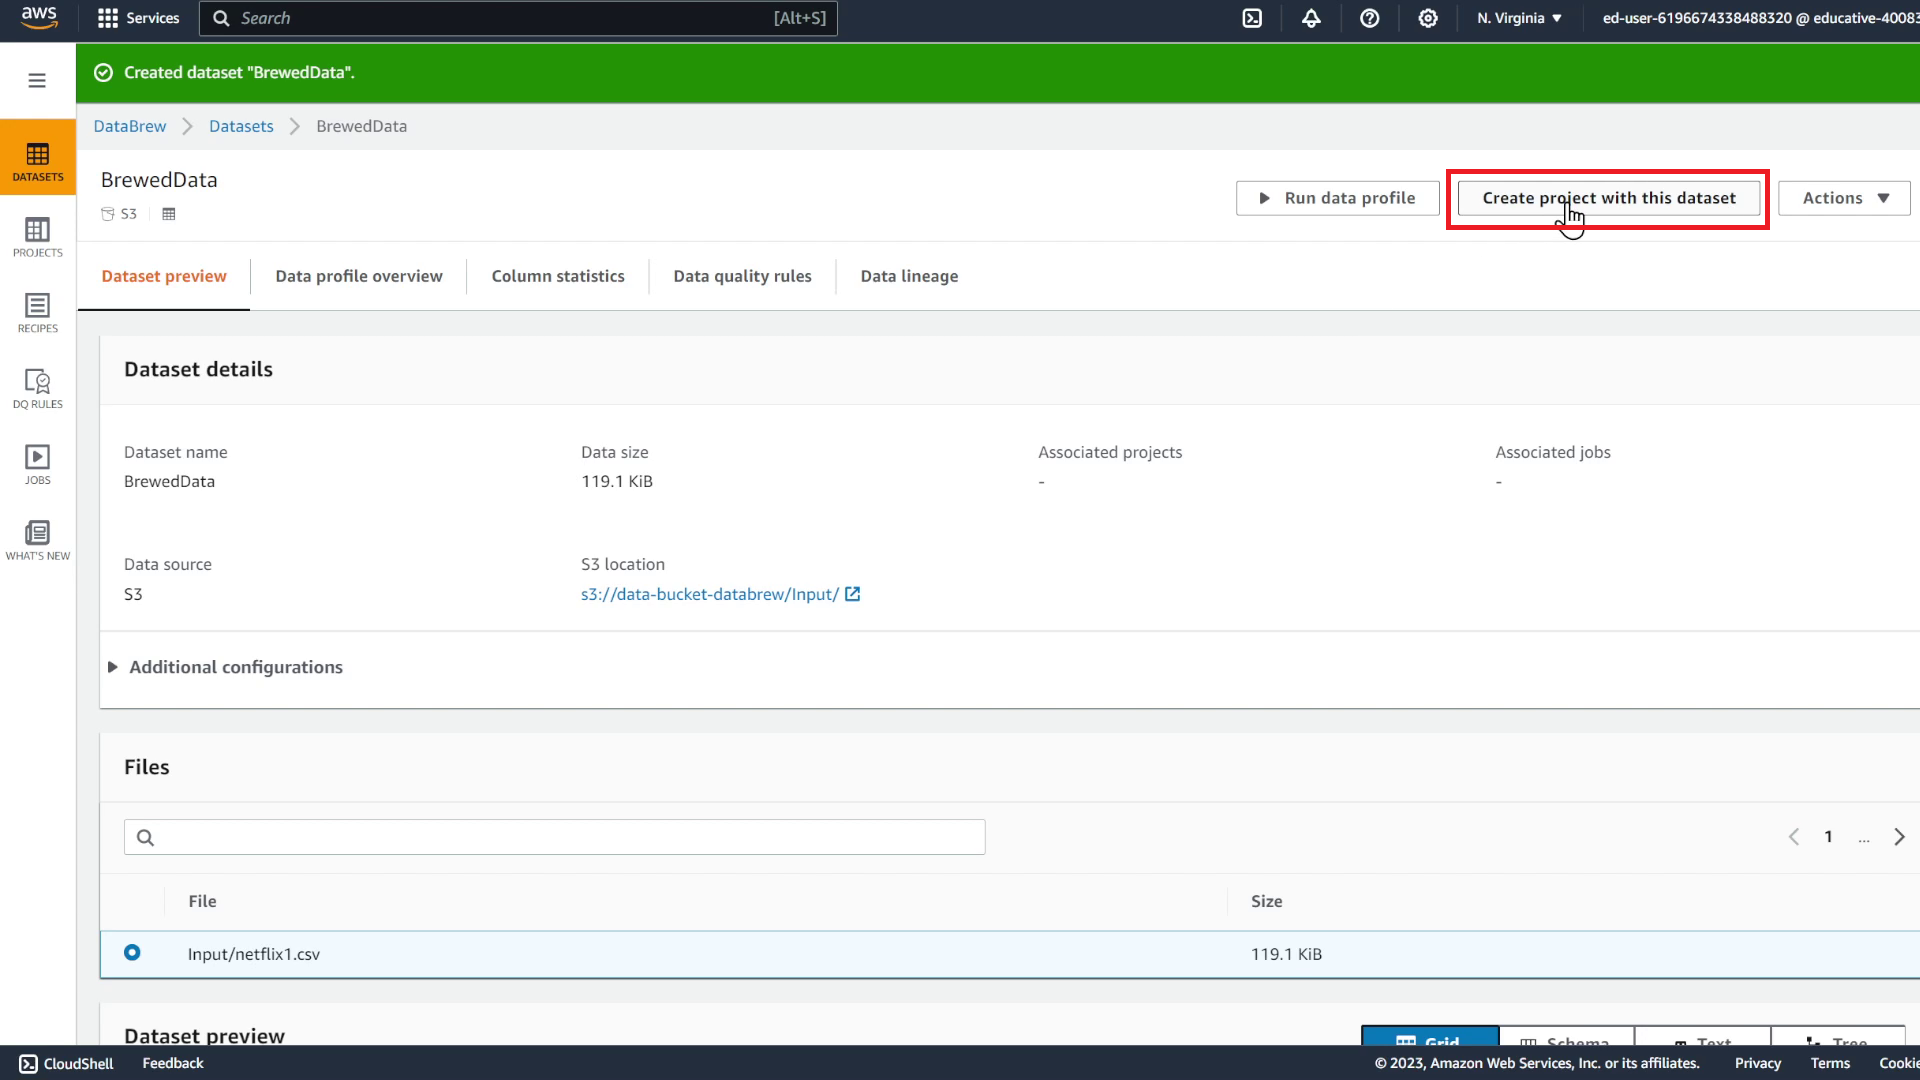 aws Services Search [Alt+S] N. Virginia ▼ ed-user-6196674338488320 @ educative-40083
Created dataset "BrewedData".
DataBrew > Datasets > BrewedData
DATASETS
BrewedData
S3
Run data profile
Create project with this dataset
Actions ▼
PROJECTS
Dataset preview Data profile overview Column statistics Data quality rules Data lineage
RECIPES
DQ RULES
JOBS
WHAT'S NEW
Dataset details
Dataset name Data size Associated projects Associated jobs
BrewedData 119.1 KiB - -
Data source S3 location
S3 s3://data-bucket-databrew/Input/
Additional configurations
Files
1 ...
File Size
Input/netflix1.csv 119.1 KiB
Dataset preview Grid Schema Text Tree
CloudShell Feedback © 2023, Amazon Web Services, Inc. or its affiliates. Privacy Terms Cookie